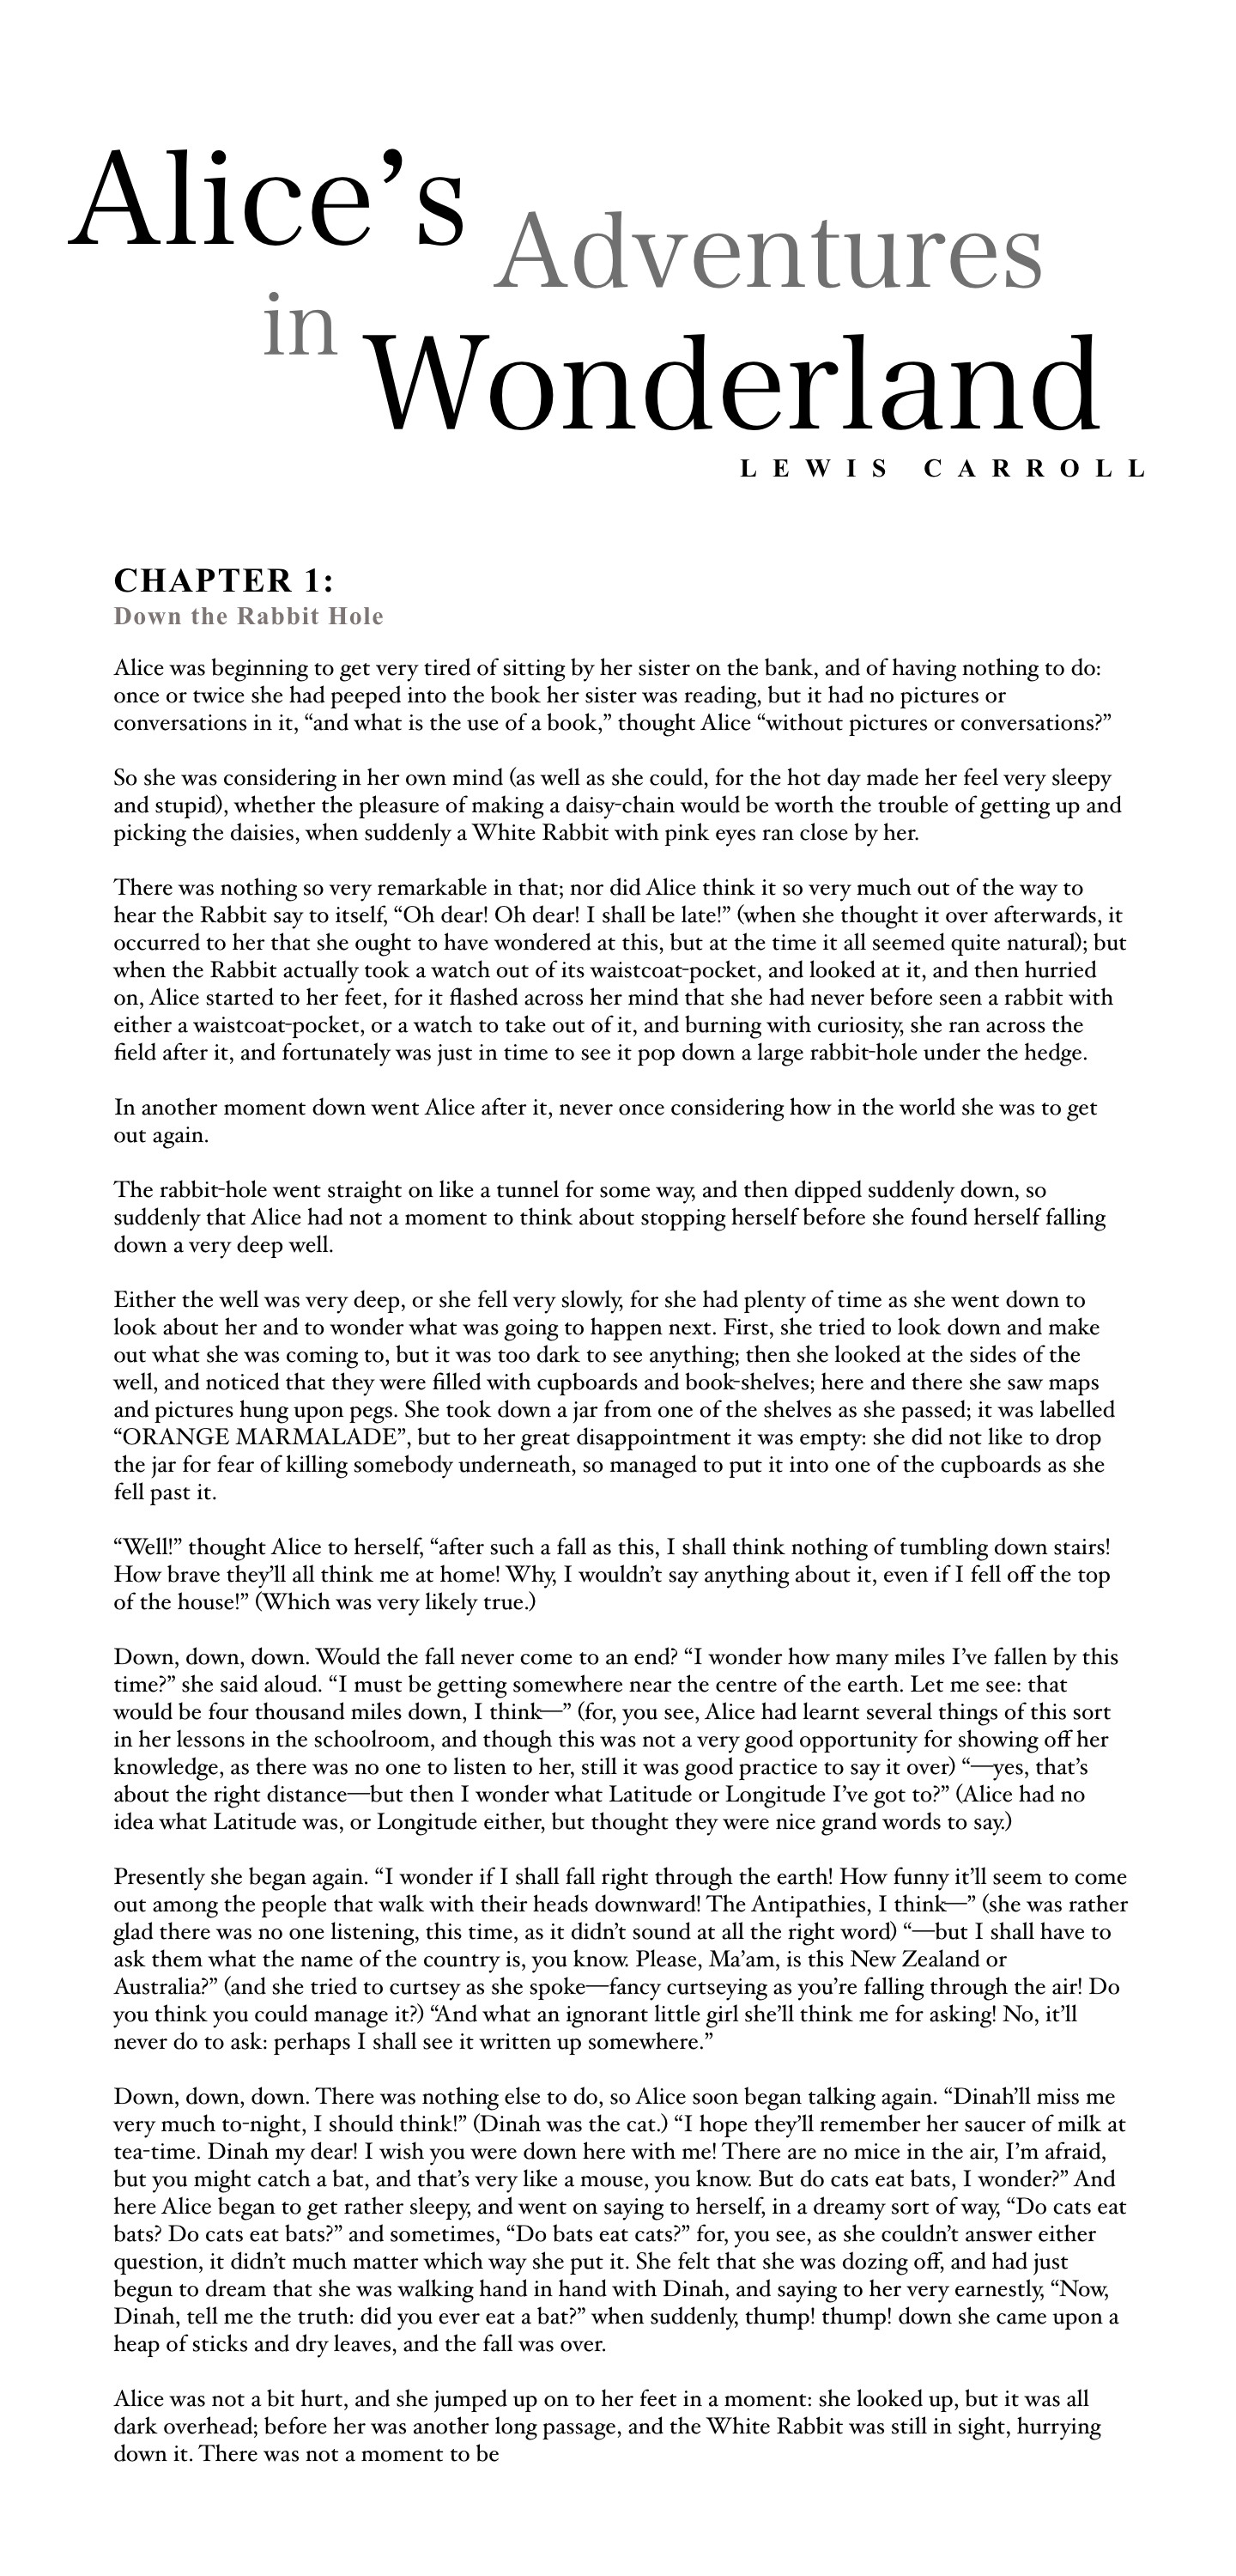 Alice’s Adventures
in Wonderland
LEWIS CARROLL
CHAPTER 1:
Down the Rabbit Hole
Alice was beginning to get very tired of sitting by her sister on the bank, and of having nothing to do:
once or twice she had peeped into the book her sister was reading, but it had no pictures or
conversations in it, “and what is the use of a book,” thought Alice “without pictures or conversations?”
So she was considering in her own mind (as well as she could, for the hot day made her feel very sleepy
and stupid), whether the pleasure of making a daisy-chain would be worth the trouble of getting up and
picking the daisies, when suddenly a White Rabbit with pink eyes ran close by her.
There was nothing so very remarkable in that; nor did Alice think it so very much out of the way to
hear the Rabbit say to itself, “Oh dear! Oh dear! I shall be late!” (when she thought it over afterwards, it
occurred to her that she ought to have wondered at this, but at the time it all seemed quite natural); but
when the Rabbit actually took a watch out of its waistcoat-pocket, and looked at it, and then hurried
on, Alice started to her feet, for it flashed across her mind that she had never before seen a rabbit with
either a waistcoat-pocket, or a watch to take out of it, and burning with curiosity, she ran across the
field after it, and fortunately was just in time to see it pop down a large rabbit-hole under the hedge.
In another moment down went Alice after it, never once considering how in the world she was to get
out again.
The rabbit-hole went straight on like a tunnel for some way, and then dipped suddenly down, so
suddenly that Alice had not a moment to think about stopping herself before she found herself falling
down a very deep well.
Either the well was very deep, or she fell very slowly, for she had plenty of time as she went down to
look about her and to wonder what was going to happen next. First, she tried to look down and make
out what she was coming to, but it was too dark to see anything; then she looked at the sides of the
well, and noticed that they were filled with cupboards and book-shelves; here and there she saw maps
and pictures hung upon pegs. She took down a jar from one of the shelves as she passed; it was labelled
“ORANGE MARMALADE”, but to her great disappointment it was empty: she did not like to drop
the jar for fear of killing somebody underneath, so managed to put it into one of the cupboards as she
fell past it.
“Well!” thought Alice to herself, “after such a fall as this, I shall think nothing of tumbling down stairs!
How brave they’ll all think me at home! Why, I wouldn’t say anything about it, even if I fell off the top
of the house!” (Which was very likely true.)
Down, down, down. Would the fall never come to an end? “I wonder how many miles I’ve fallen by this
time?” she said aloud. “I must be getting somewhere near the centre of the earth. Let me see: that
would be four thousand miles down, I think—” (for, you see, Alice had learnt several things of this sort
in her lessons in the schoolroom, and though this was not a very good opportunity for showing off her
knowledge, as there was no one to listen to her, still it was good practice to say it over) “—yes, that’s
about the right distance—but then I wonder what Latitude or Longitude I’ve got to?” (Alice had no
idea what Latitude was, or Longitude either, but thought they were nice grand words to say.)
Presently she began again. “I wonder if I shall fall right through the earth! How funny it’ll seem to come
out among the people that walk with their heads downward! The Antipathies, I think—” (she was rather
glad there was no one listening, this time, as it didn’t sound at all the right word) “—but I shall have to
ask them what the name of the country is, you know. Please, Ma’am, is this New Zealand or
Australia?” (and she tried to curtsey as she spoke—fancy curtseying as you’re falling through the air! Do
you think you could manage it?) “And what an ignorant little girl she’ll think me for asking! No, it’ll
never do to ask: perhaps I shall see it written up somewhere.”
Down, down, down. There was nothing else to do, so Alice soon began talking again. “Dinah’ll miss me
very much to-night, I should think!” (Dinah was the cat.) “I hope they’ll remember her saucer of milk at
tea-time. Dinah my dear! I wish you were down here with me! There are no mice in the air, I’m afraid,
but you might catch a bat, and that’s very like a mouse, you know. But do cats eat bats, I wonder?” And
here Alice began to get rather sleepy, and went on saying to herself, in a dreamy sort of way, “Do cats eat
bats? Do cats eat bats?” and sometimes, “Do bats eat cats?” for, you see, as she couldn’t answer either
question, it didn’t much matter which way she put it. She felt that she was dozing off, and had just
begun to dream that she was walking hand in hand with Dinah, and saying to her very earnestly, “Now,
Dinah, tell me the truth: did you ever eat a bat?” when suddenly, thump! thump! down she came upon a
heap of sticks and dry leaves, and the fall was over.
Alice was not a bit hurt, and she jumped up on to her feet in a moment: she looked up, but it was all
dark overhead; before her was another long passage, and the White Rabbit was still in sight, hurrying
down it. There was not a moment to be